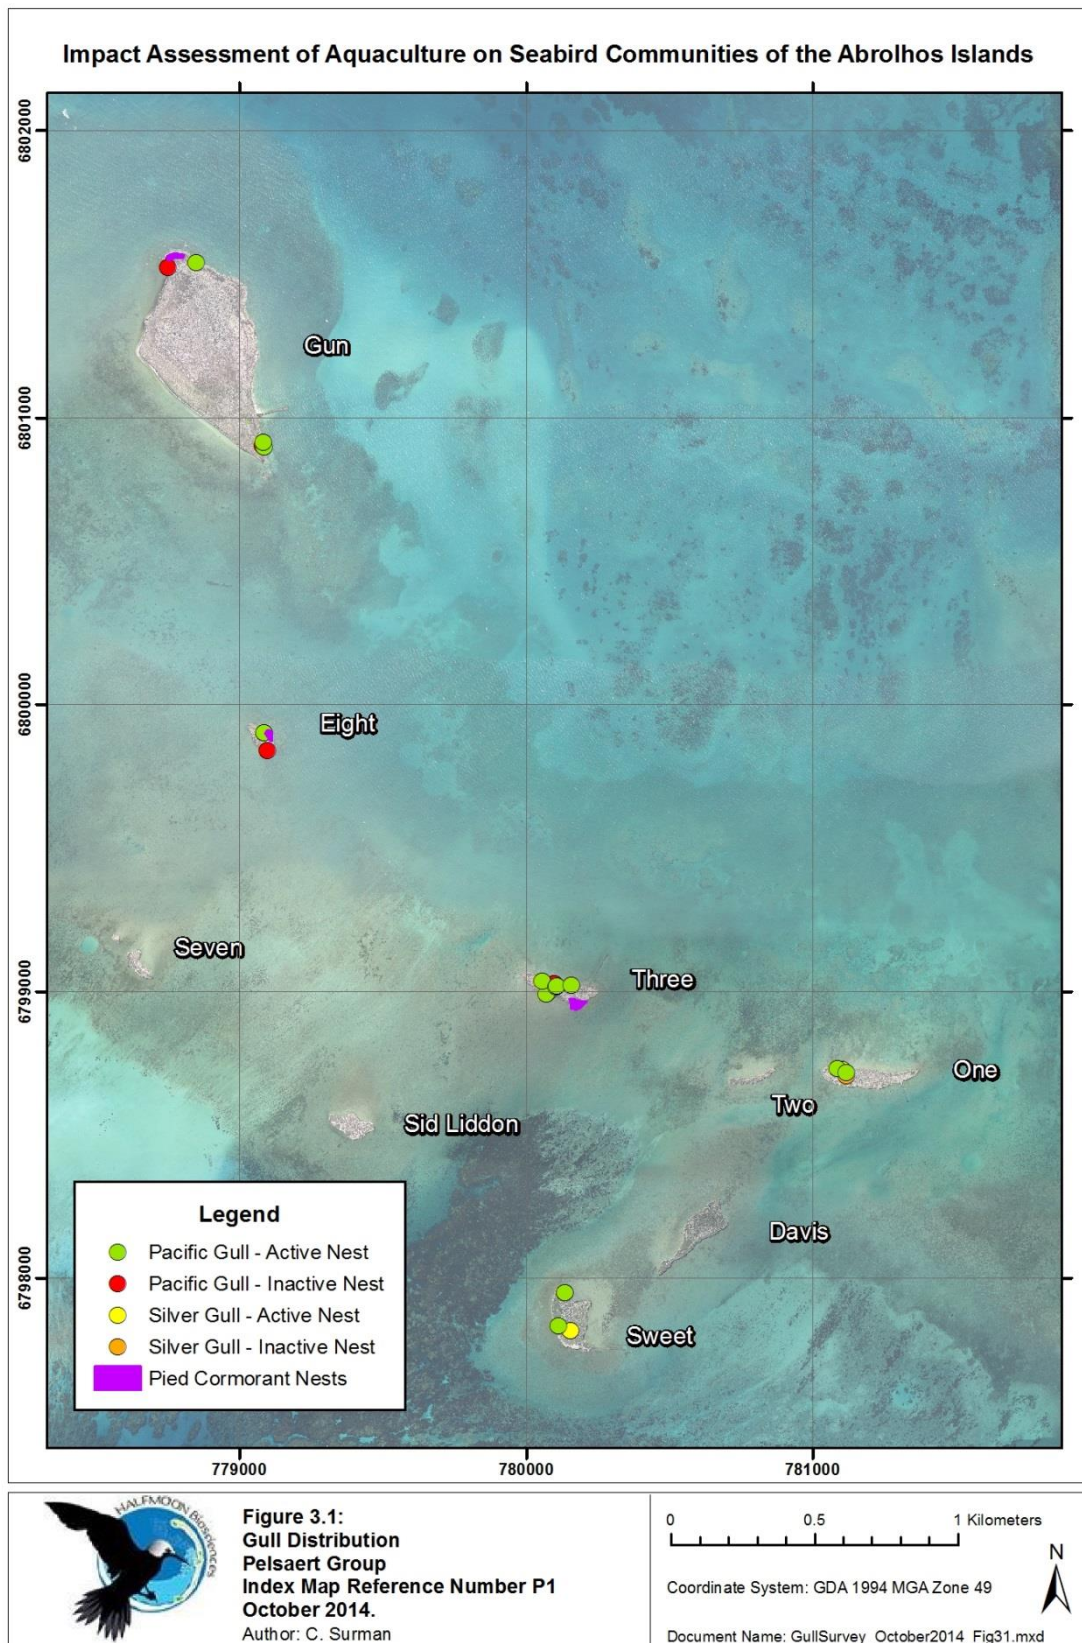 Impact Assessment of Aquaculture on Seabird Communities of the Abrolhos Islands
6802000
6801000
6800000
6799000
6798000
Gun
Eight
Seven
Three
One
Two
Sid Liddon
Davis
Sweet
Legend
Pacific Gull - Active Nest
Pacific Gull - Inactive Nest
Silver Gull - Active Nest
Silver Gull - Inactive Nest
Pied Cormorant Nests
779000 780000 781000
HALFMOON Biosciences
Figure 3.1:
Gull Distribution
Pelsaert Group
Index Map Reference Number P1
October 2014.
Author: C. Surman
0 0.5 1 Kilometers
N
Coordinate System: GDA 1994 MGA Zone 49
Document Name: GullSurvey_October2014_Fig31.mxd